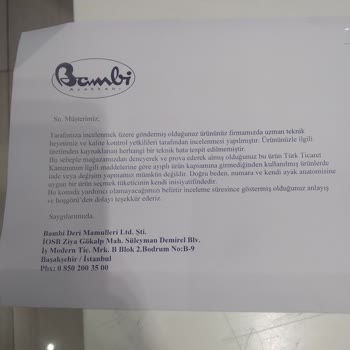 Bambi
Sn. Müşterimiz;
Tarafımıza incelenmek üzere göndermiş olduğunuz ürününüz firmamızda uzman teknik
heyetimiz ve kalite kontrol yetkilileri tarafından incelenmesi yapılmıştır. Ürününüzle ilgili
üretimden kaynaklanan herhangi bir teknik hata tespit edilmemiştir.
Bu sebeple mağazamızdan deneyerek ve prova ederek almış olduğunuz bu ürün Türk Ticaret
Kanununun ilgili maddelerine göre ayıplı ürün kapsamına girmediğinden kullanılmış ürünlerde
iade veya değişim yapmamız mümkün değildir. Doğru beden, numara ve kendi ayak anatomisine
uygun bir ürün seçmek tüketicinin kendi inisiyatifindedir.
Bu konuda yardımcı olamayacağımızı belirtir inceleme süresince göstermiş olduğunuz anlayış
ve hoşgörü'den dolayı teşekkür ederiz.
Saygılarımızla.
Bambi Deri Mamulleri Ltd. Şti.
İOSB Ziya Gökalp Mah. Süleyman Demirel Blv.
İş Modern Tic. Mrk. B Blok 2.Bodrum No:B-9
Başakşehir / İstanbul
Pbx: 0 850 200 35 00